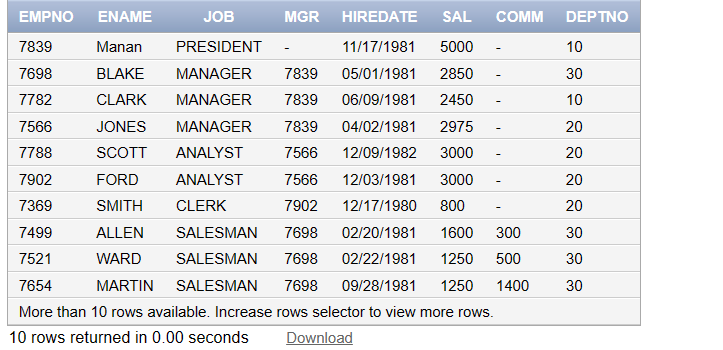 EMPNO ENAME JOB MGR HIREDATE SAL COMM DEPTNO
7839 Manan PRESIDENT - 11/17/1981 5000 - 10
7698 BLAKE MANAGER 7839 05/01/1981 2850 - 30
7782 CLARK MANAGER 7839 06/09/1981 2450 - 10
7566 JONES MANAGER 7839 04/02/1981 2975 - 20
7788 SCOTT ANALYST 7566 12/09/1982 3000 - 20
7902 FORD ANALYST 7566 12/03/1981 3000 - 20
7369 SMITH CLERK 7902 12/17/1980 800 - 20
7499 ALLEN SALESMAN 7698 02/20/1981 1600 300 30
7521 WARD SALESMAN 7698 02/22/1981 1250 500 30
7654 MARTIN SALESMAN 7698 09/28/1981 1250 1400 30
More than 10 rows available. Increase rows selector to view more rows.
10 rows returned in 0.00 seconds Download